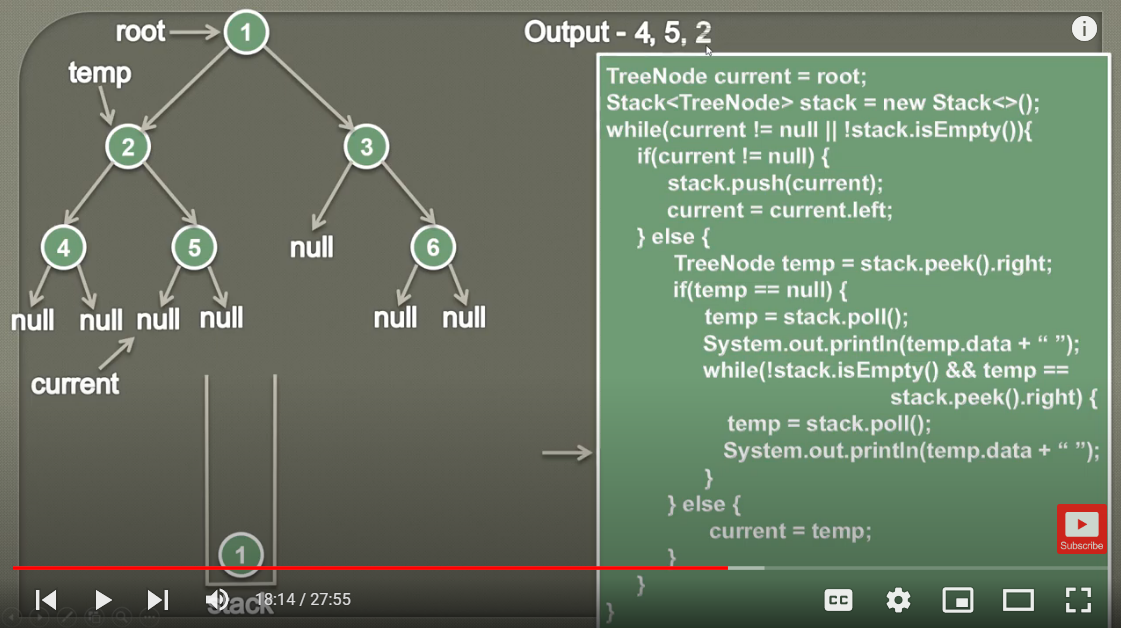 root
1
Output - 4, 5, 2
temp
2
3
4
5
null
6
null
null
null
null
null
null
current
1
stack
TreeNode current = root;
Stack<TreeNode> stack = new Stack<>();
while(current != null || !stack.isEmpty()){
if(current != null) {
stack.push(current);
current = current.left;
} else {
TreeNode temp = stack.peek().right;
if(temp == null) {
temp = stack.poll();
System.out.println(temp.data + “ ”);
while(!stack.isEmpty() && temp ==
stack.peek().right) {
temp = stack.poll();
System.out.println(temp.data + “ ”);
}
} else {
current = temp;
}
}
}
Subscribe
18:14 / 27:55
CC
i